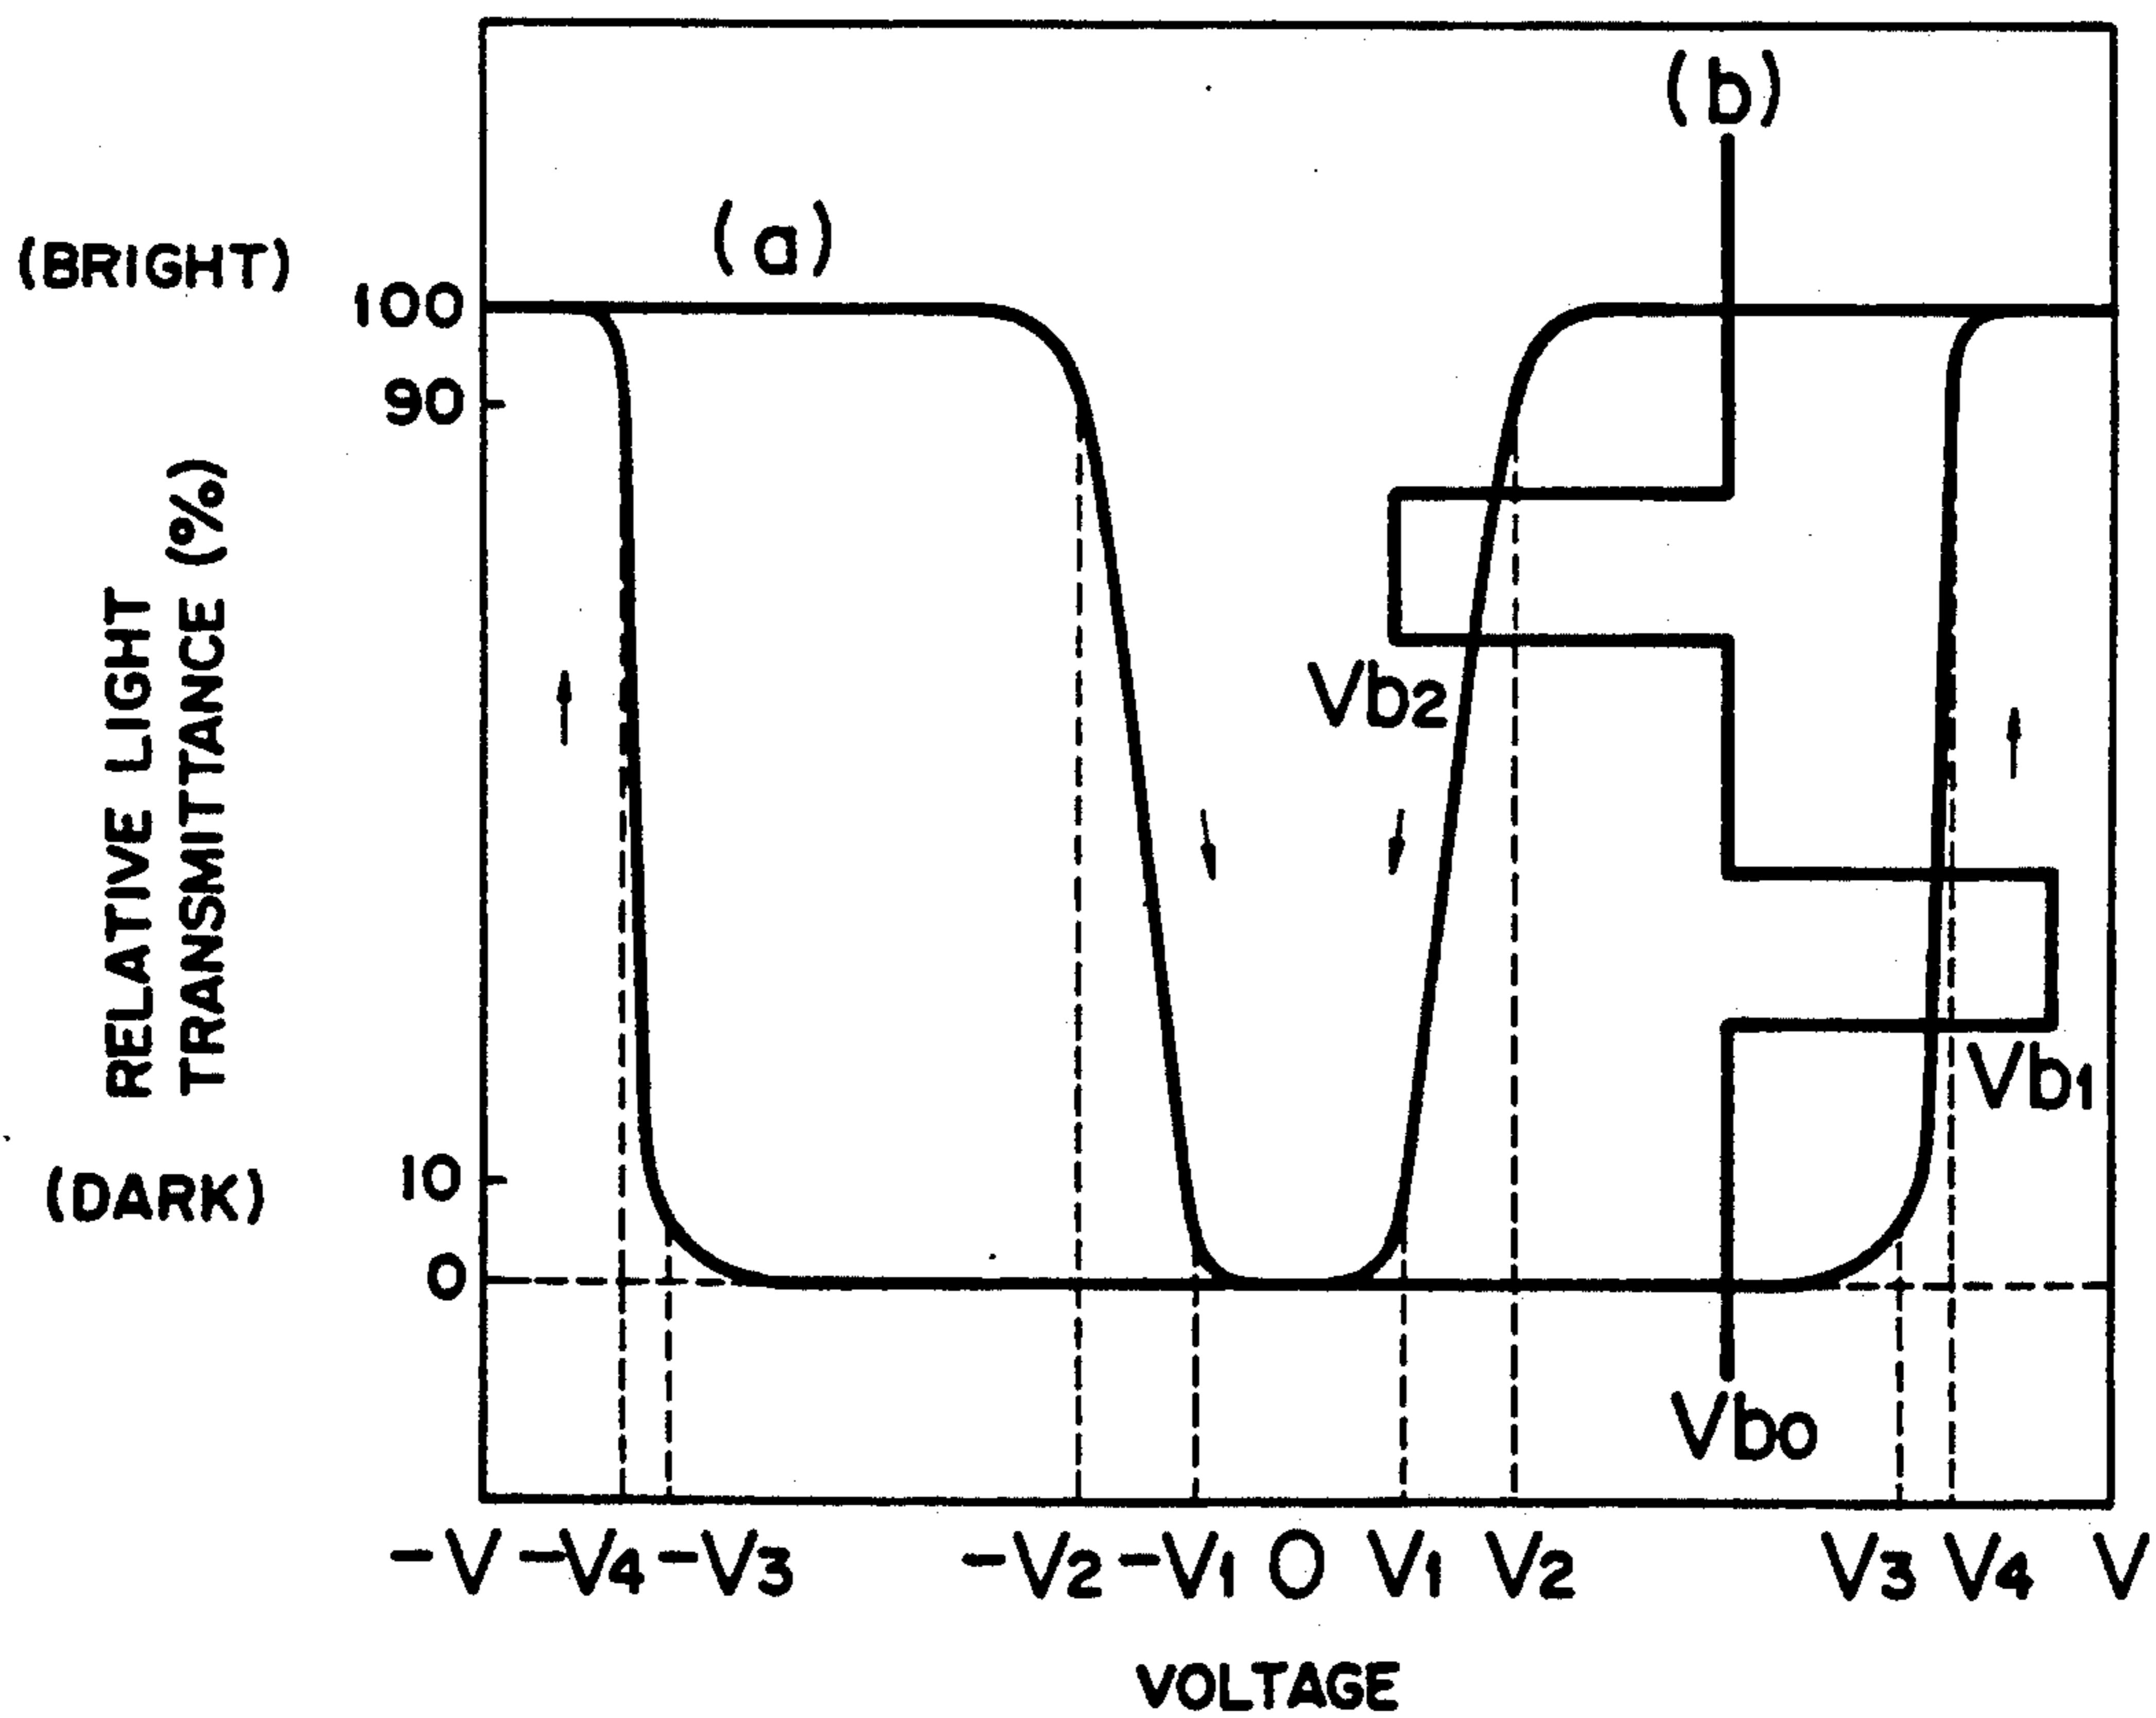 (b)
(a)
(BRIGHT)
100
90
RELATIVE LIGHT
TRANSMITTANCE (%)
Vb2
Vb1
10
(DARK)
0
Vbo
-V -V4 -V3 -V2 -V1 0 V1 V2 V3 V4 V
VOLTAGE